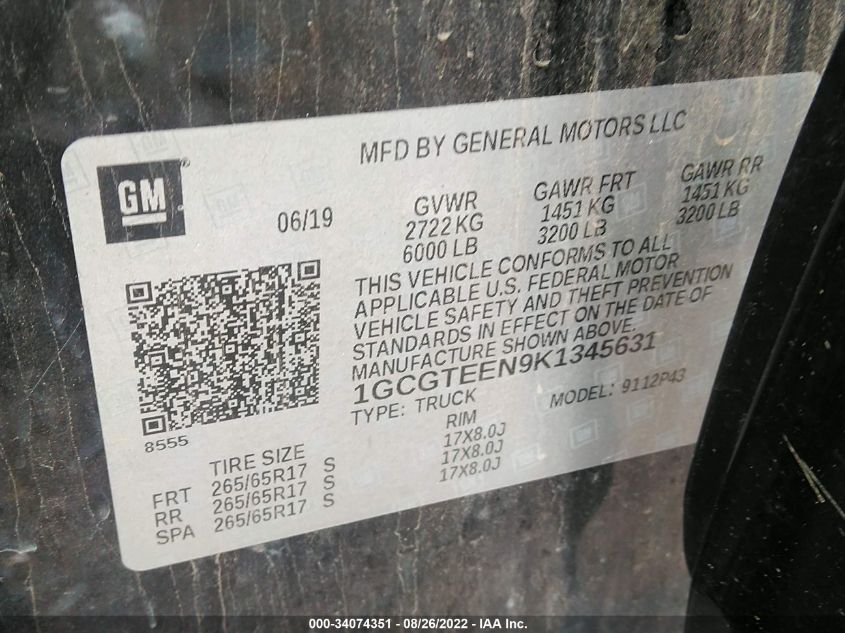 MFD BY GENERAL MOTORS LLC
GM
06/19
GVWR GAWR FRT GAWR RR
2722 KG 1451 KG 1451 KG
6000 LB 3200 LB 3200 LB
THIS VEHICLE CONFORMS TO ALL
APPLICABLE U.S. FEDERAL MOTOR
VEHICLE SAFETY AND THEFT PREVENTION
STANDARDS IN EFFECT ON THE DATE OF
MANUFACTURE SHOWN ABOVE.
1GCGTEEN9K1345631
TYPE: TRUCK MODEL: 9112P43
8555
TIRE SIZE RIM
FRT 265/65R17 S 17X8.0J
RR 265/65R17 S 17X8.0J
SPA 265/65R17 S 17X8.0J
000-34074351 - 08/26/2022 - IAA Inc.